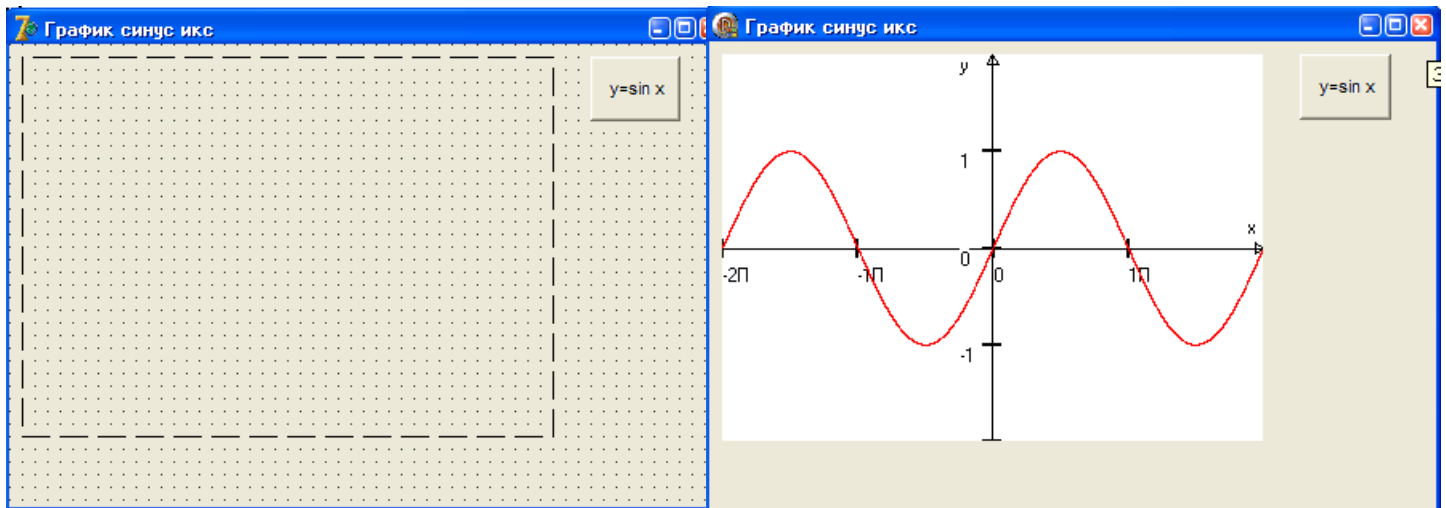 График синус икс
y=sin x
График синус икс
y=sin x
y
1
x
0
-2П
-1П
0
1П
-1